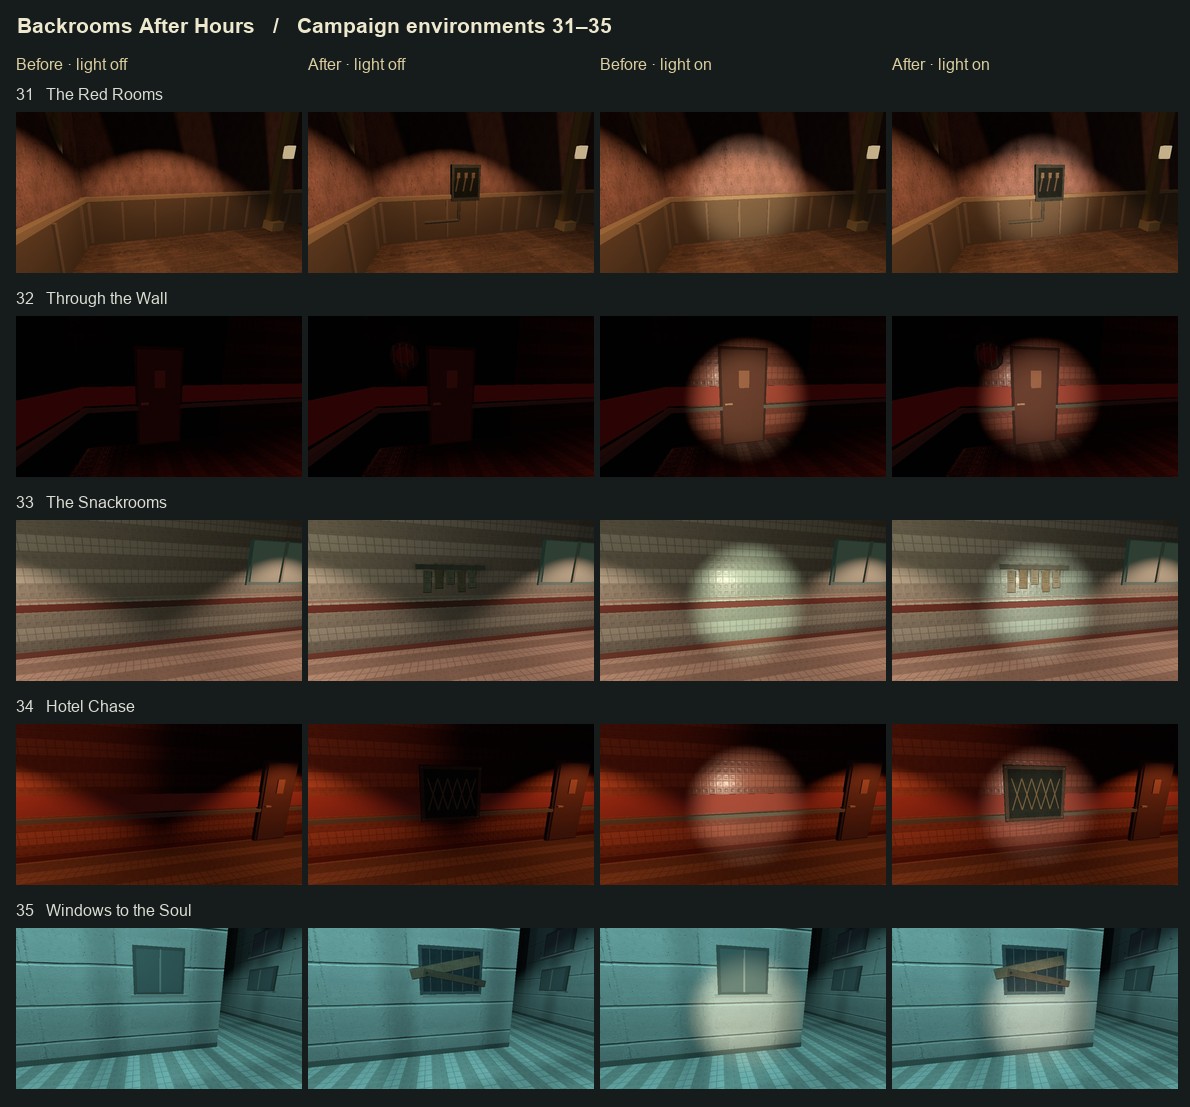 Backrooms After Hours / Campaign environments 31–35
Before · light off After · light off Before · light on After · light on
31 The Red Rooms
32 Through the Wall
33 The Snackrooms
34 Hotel Chase
35 Windows to the Soul